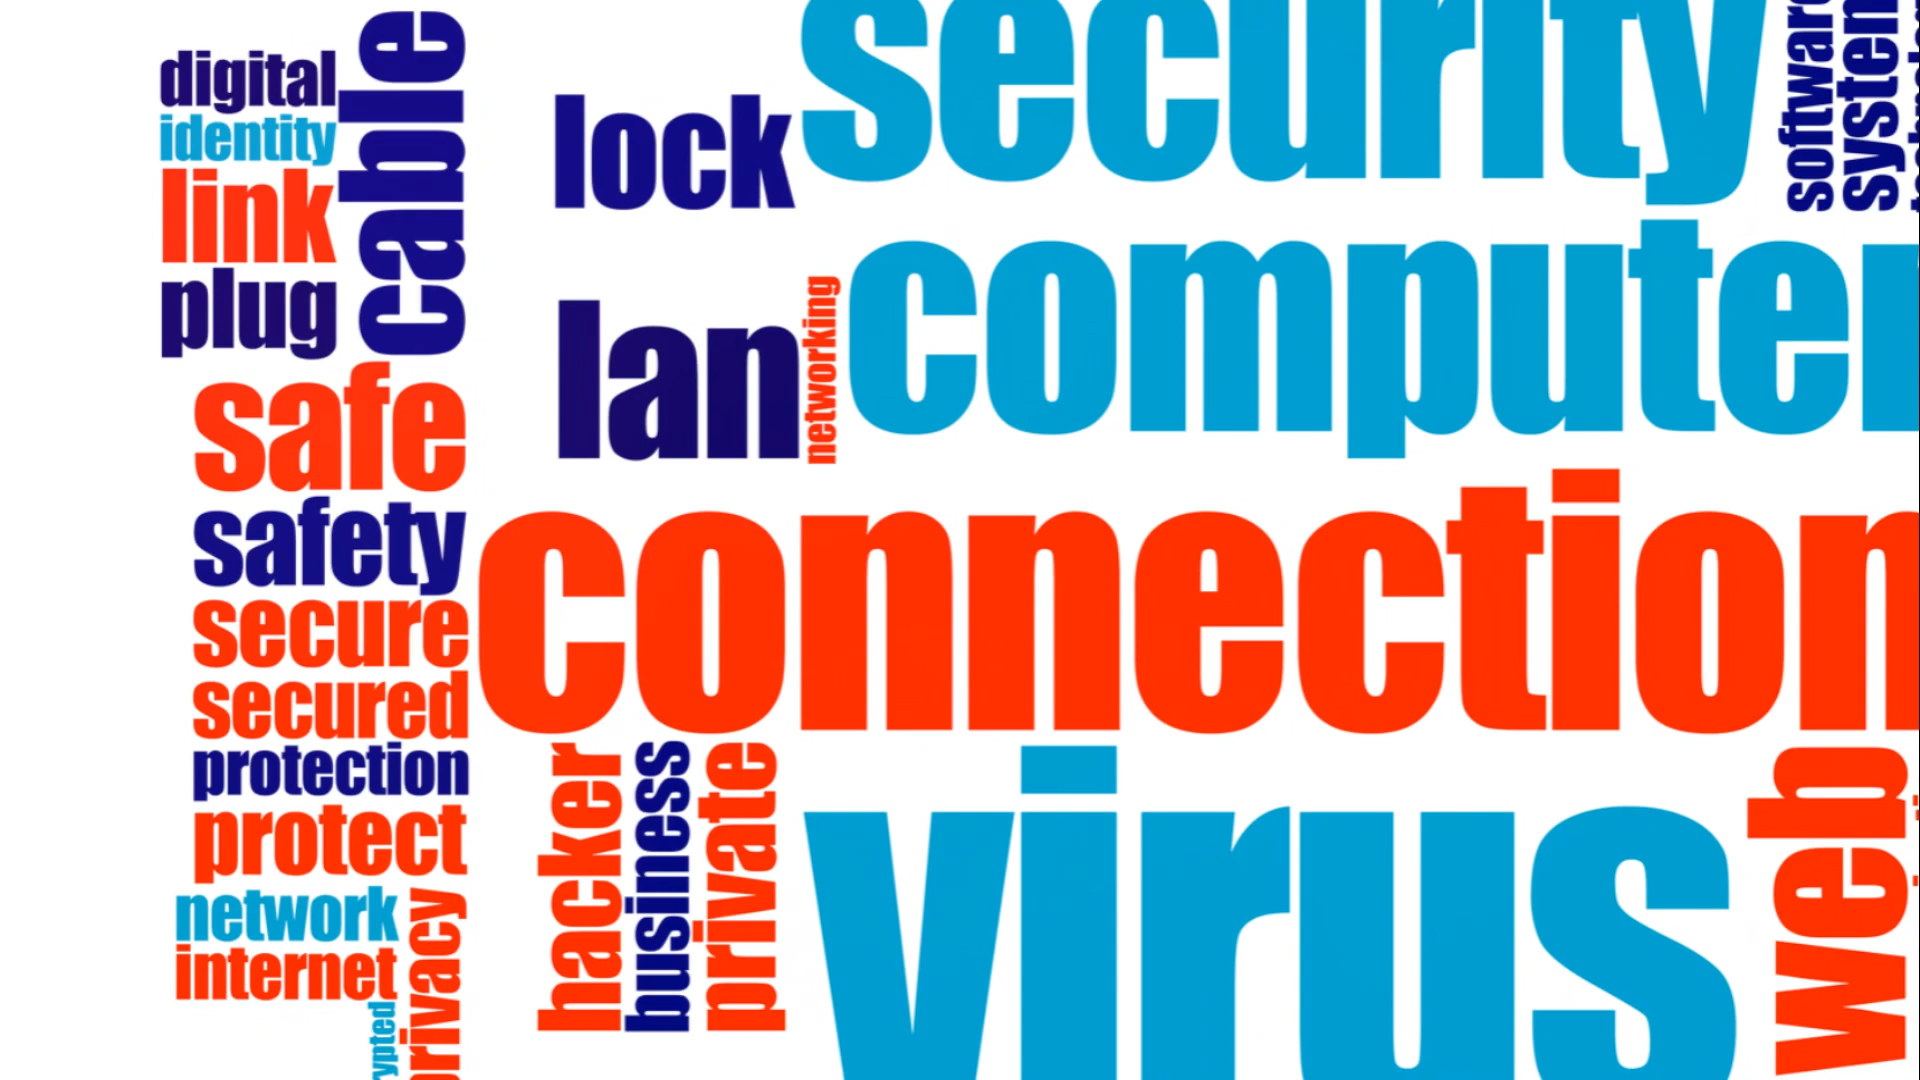 digital
identity
link
plug
cable
safe
safety
secure
secured
protection
protect
network
internet
privacy
lock
lan
networking
security
computer
software
system
connection
hacker
business
private
virus
web